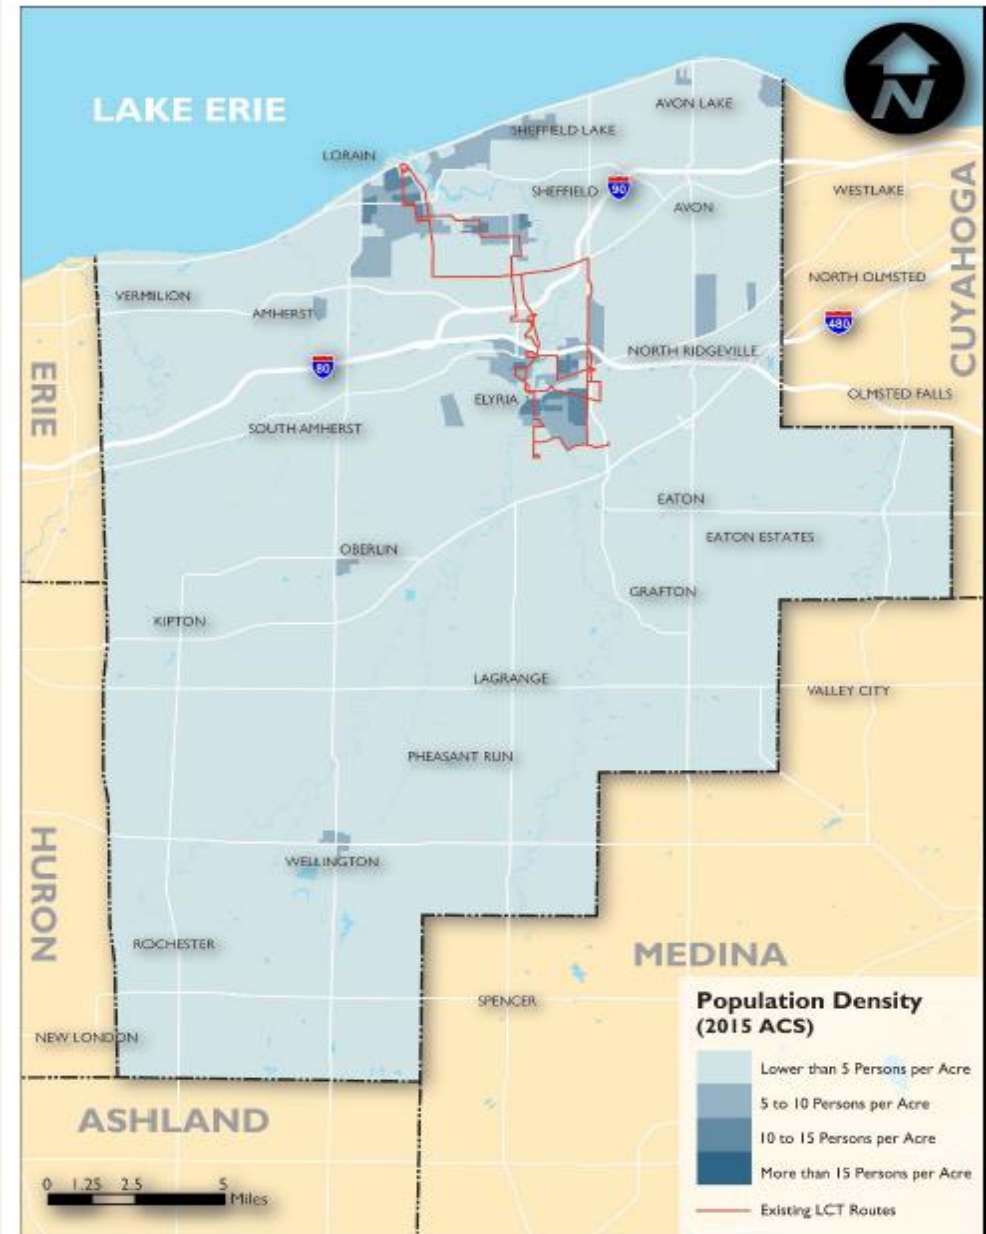 N
LAKE ERIE
AVON LAKE
SHEFFIELD LAKE
LORAIN
SHEFFIELD
90
WESTLAKE
AVON
CUYAHOGA
NORTH OLMSTED
VERMILION
AMHERST
480
NORTH RIDGEVILLE
80
ERIE
OLMSTED FALLS
ELYRIA
SOUTH AMHERST
EATON
EATON ESTATES
OBERLIN
GRAFTON
KIPTON
LAGRANGE
VALLEY CITY
PHEASANT RUN
HURON
WELLINGTON
ROCHESTER
MEDINA
SPENCER
NEW LONDON
ASHLAND
Population Density
(2015 ACS)
Lower than 5 Persons per Acre
5 to 10 Persons per Acre
10 to 15 Persons per Acre
More than 15 Persons per Acre
Existing LCT Routes
0 1.25 2.5 5
Miles